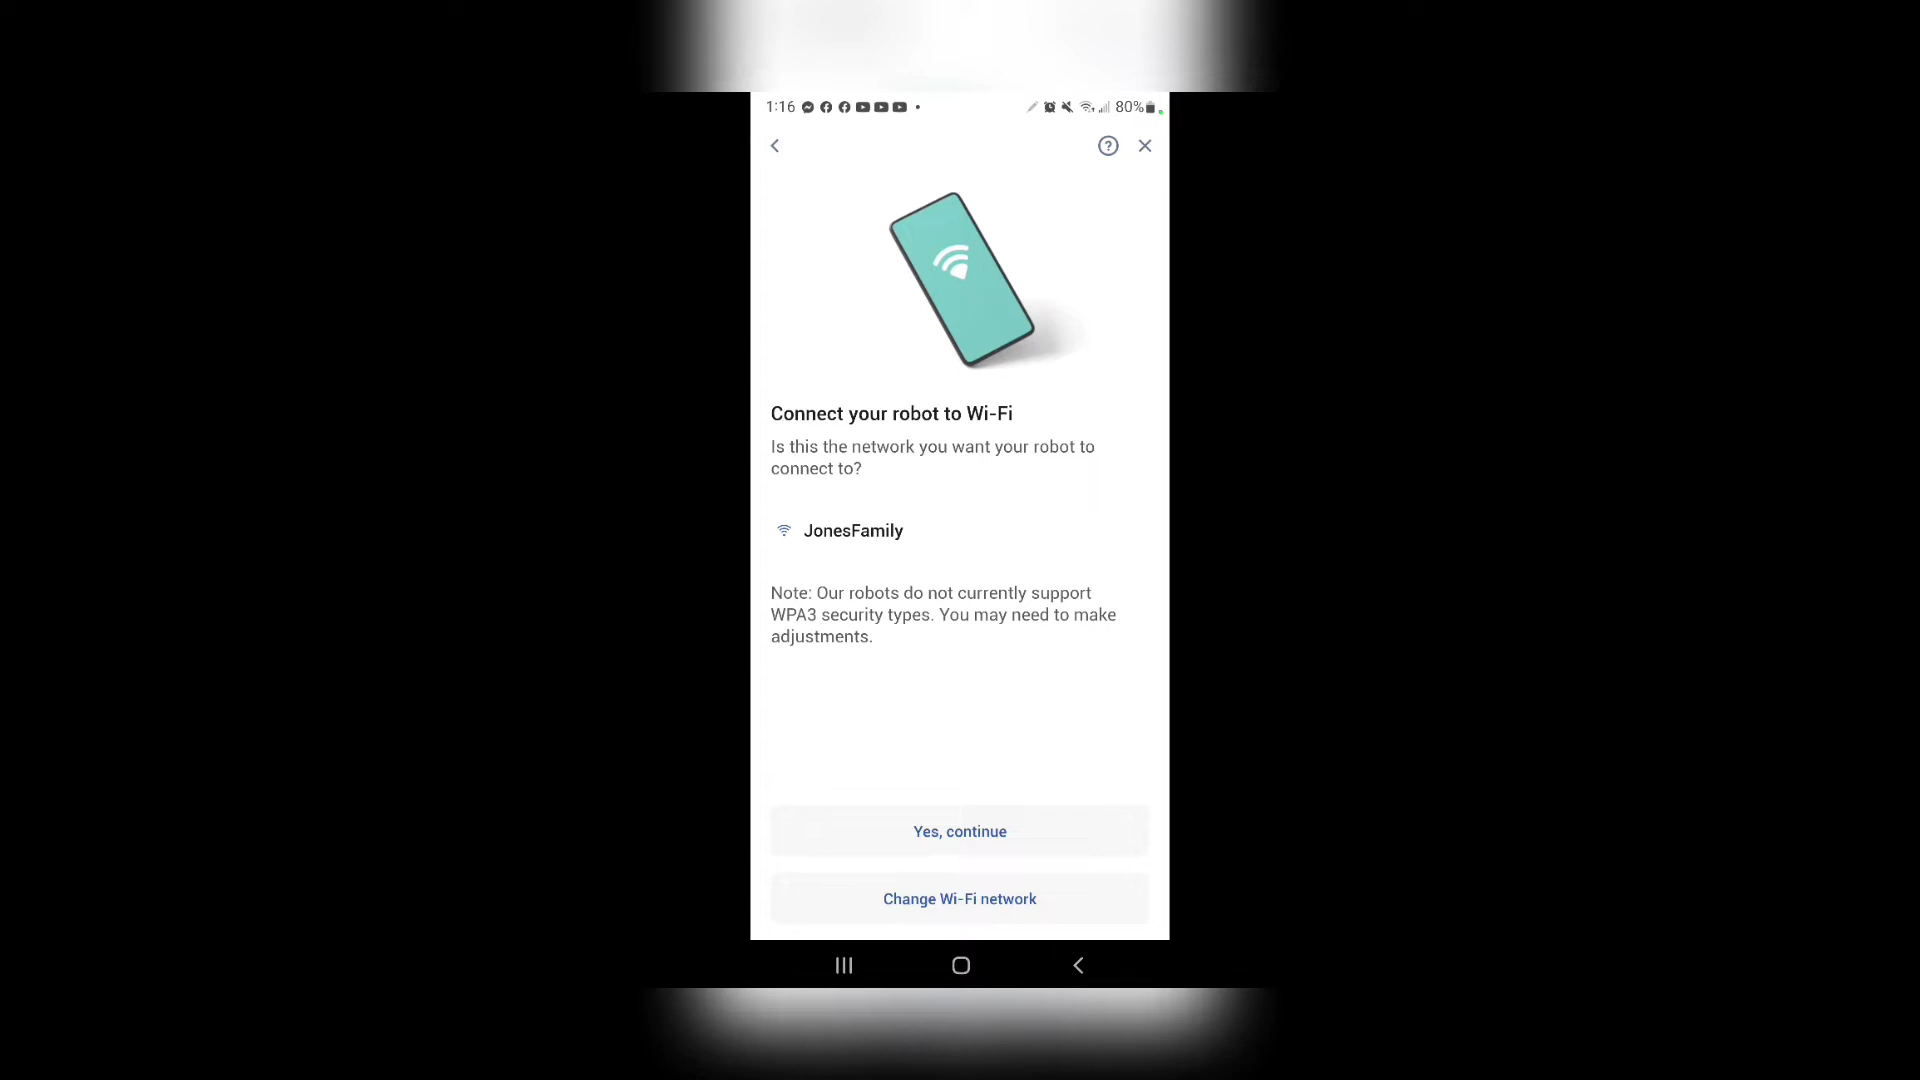 1:16 80%
Connect your robot to Wi-Fi
Is this the network you want your robot to
connect to?
JonesFamily
Note: Our robots do not currently support
WPA3 security types. You may need to make
adjustments.
Yes, continue
Change Wi-Fi network